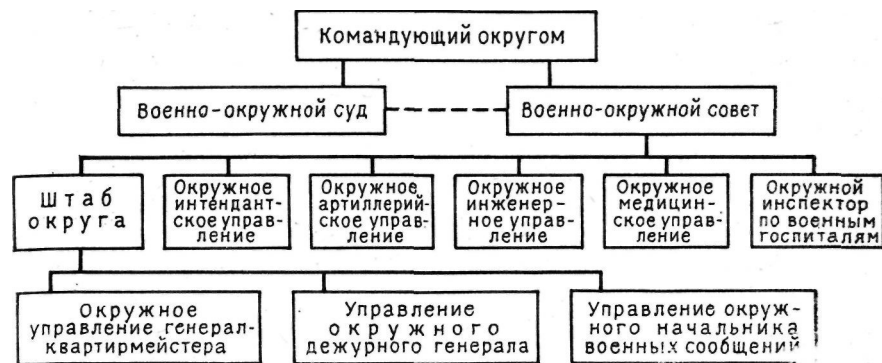 Командующий округом
Военно-окружной суд
Военно-окружной совет
Штаб
округа
Окружное
интендант-
ское управ-
ление
Окружное
артиллерий-
ское управ-
ление
Окружное
инженер-
ное управ-
ление
Окружное
медицин-
ское управ-
ление
Окружной
инспектор
по военным
госпиталям
Окружное
управление генерал-
квартирмейстера
Управление
окружного
дежурного генерала
Управление окруж-
ного начальника
военных сообщений